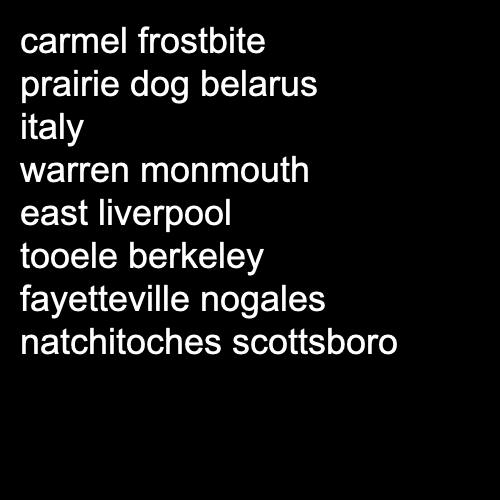 carmel frostbite
prairie dog belarus
italy
warren monmouth
east liverpool
tooele berkeley
fayetteville nogales
natchitoches scottsboro